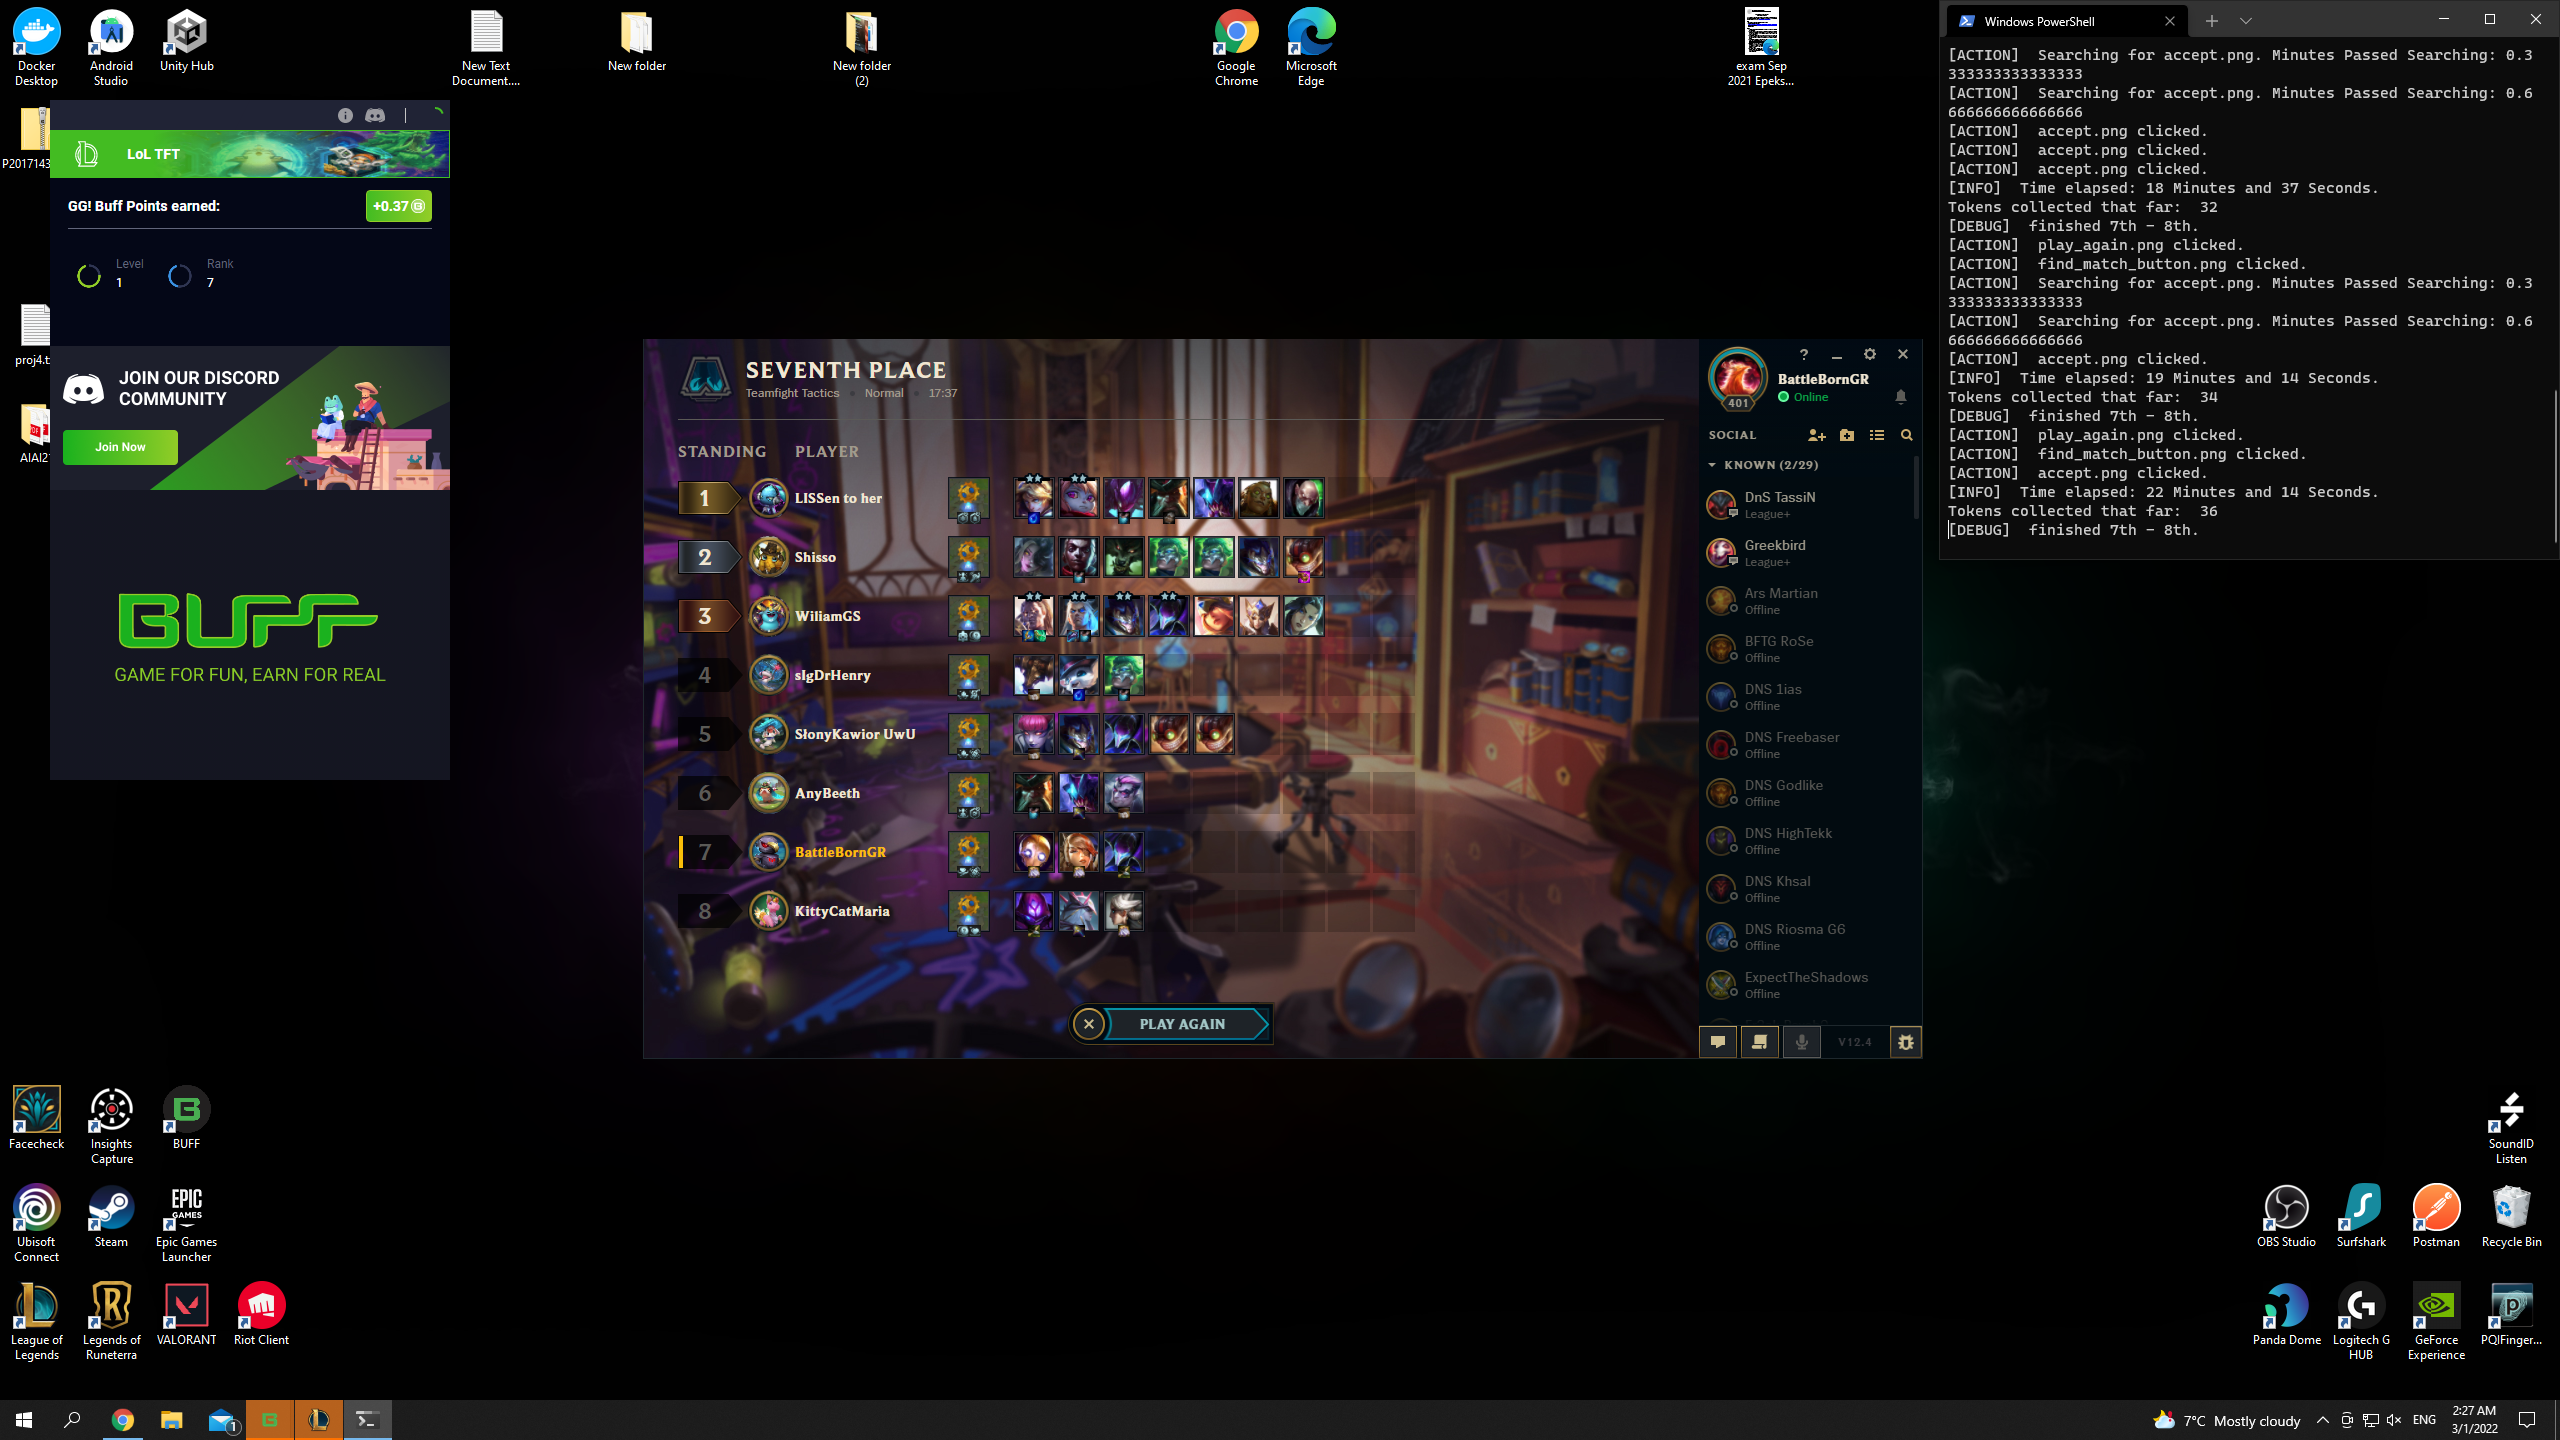 Docker
Desktop
Android
Studio
Unity Hub
New Text
Document....
New folder
New folder
(2)
Google
Chrome
Microsoft
Edge
exam Sep
2021 Epeks...
P2017143
proj4.t
AIAI2
LoL TFT
GG! Buff Points earned:
+0.37
Level
1
Rank
7
JOIN OUR DISCORD
COMMUNITY
Join Now
BUFF
GAME FOR FUN, EARN FOR REAL
SEVENTH PLACE
Teamfight Tactics • Normal • 17:37
STANDING PLAYER
1 LISSen to her
2 Shisso
3 WiliamGS
4 slgDrHenry
5 SłonyKawior UwU
6 AnyBeeth
7 BattleBornGR
8 KittyCatMaria
PLAY AGAIN
?
BattleBornGR
Online
401
SOCIAL
KNOWN (2/29)
DnS TassiN
League+
Greekbird
League+
Ars Martian
Offline
BFTG RoSe
Offline
DNS 1ias
Offline
DNS Freebaser
Offline
DNS Godlike
Offline
DNS HighTekk
Offline
DNS Khsal
Offline
DNS Riosma G6
Offline
ExpectTheShadows
Offline
V12.4
Windows PowerShell
[ACTION]  Searching for accept.png. Minutes Passed Searching: 0.3
333333333333333
[ACTION]  Searching for accept.png. Minutes Passed Searching: 0.6
666666666666666
[ACTION]  accept.png clicked.
[ACTION]  accept.png clicked.
[ACTION]  accept.png clicked.
[INFO]  Time elapsed: 18 Minutes and 37 Seconds.
Tokens collected that far:  32
[DEBUG]  finished 7th - 8th.
[ACTION]  play_again.png clicked.
[ACTION]  find_match_button.png clicked.
[ACTION]  Searching for accept.png. Minutes Passed Searching: 0.3
333333333333333
[ACTION]  Searching for accept.png. Minutes Passed Searching: 0.6
666666666666666
[ACTION]  accept.png clicked.
[INFO]  Time elapsed: 19 Minutes and 14 Seconds.
Tokens collected that far:  34
[DEBUG]  finished 7th - 8th.
[ACTION]  play_again.png clicked.
[ACTION]  find_match_button.png clicked.
[ACTION]  accept.png clicked.
[INFO]  Time elapsed: 22 Minutes and 14 Seconds.
Tokens collected that far:  36
[DEBUG]  finished 7th - 8th.
Facecheck
Insights
Capture
BUFF
Ubisoft
Connect
Steam
EPIC
GAMES
Epic Games
Launcher
League of
Legends
Legends of
Runeterra
VALORANT
Riot Client
SoundID
Listen
OBS Studio
Surfshark
Postman
Recycle Bin
Panda Dome
Logitech G
HUB
GeForce
Experience
PQIFinger...
1
7°C Mostly cloudy
ENG
2:27 AM
3/1/2022